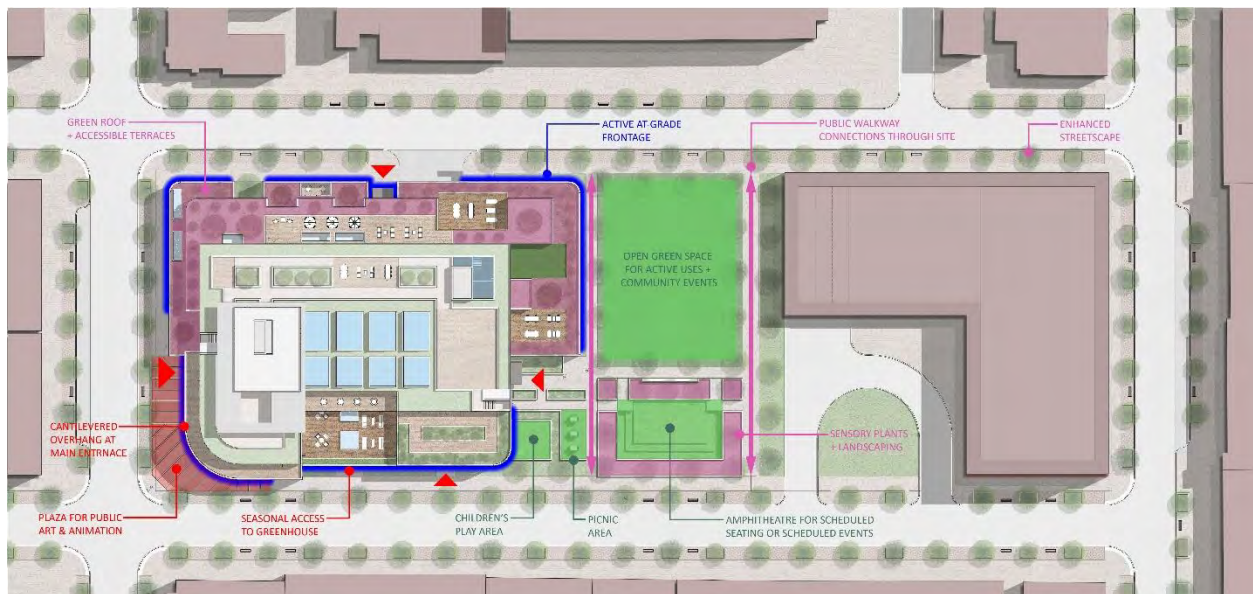 GREEN ROOF
+ ACCESSIBLE TERRACES
ACTIVE AT GRADE
FRONTAGE
PUBLIC WALKWAY
CONNECTIONS THROUGH SITE
ENHANCED
STREETSCAPE
OPEN GREEN SPACE
FOR ACTIVE USES +
COMMUNITY EVENTS
CANTILEVERED
OVERHANG AT
MAIN ENTRNACE
SENSORY PLANTS
+ LANDSCAPING
PLAZA FOR PUBLIC
ART & ANIMATION
SEASONAL ACCESS
TO GREENHOUSE
CHILDREN'S
PLAY AREA
PICNIC
AREA
AMPHITHEATRE FOR SCHEDULED
SEATING OR SCHEDULED EVENTS